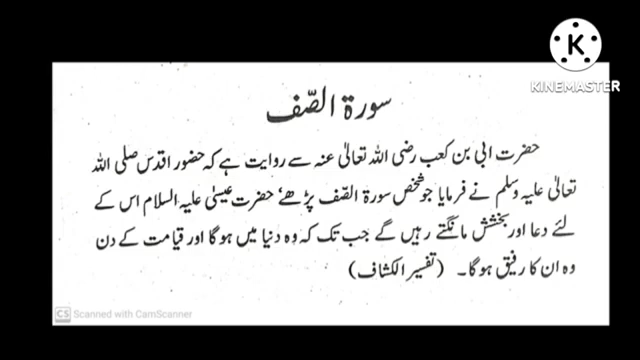 KINEMASTER
سورۃ الصّف
حضرت ابی بن کعب رضی اللہ تعالیٰ عنہ سے روایت ہے کہ حضور اقدس صلی اللہ
تعالیٰ علیہ وسلم نے فرمایا جو شخص سورۃ الصّف پڑھے' حضرت عیسیٰ علیہ السلام اس کے
لئے دعا اور بخشش مانگتے رہیں گے جب تک کہ وہ دنیا میں ہوگا اور قیامت کے دن
وہ ان کا رفیق ہوگا۔ (تفسیر الکشاف)
CS Scanned with CamScanner